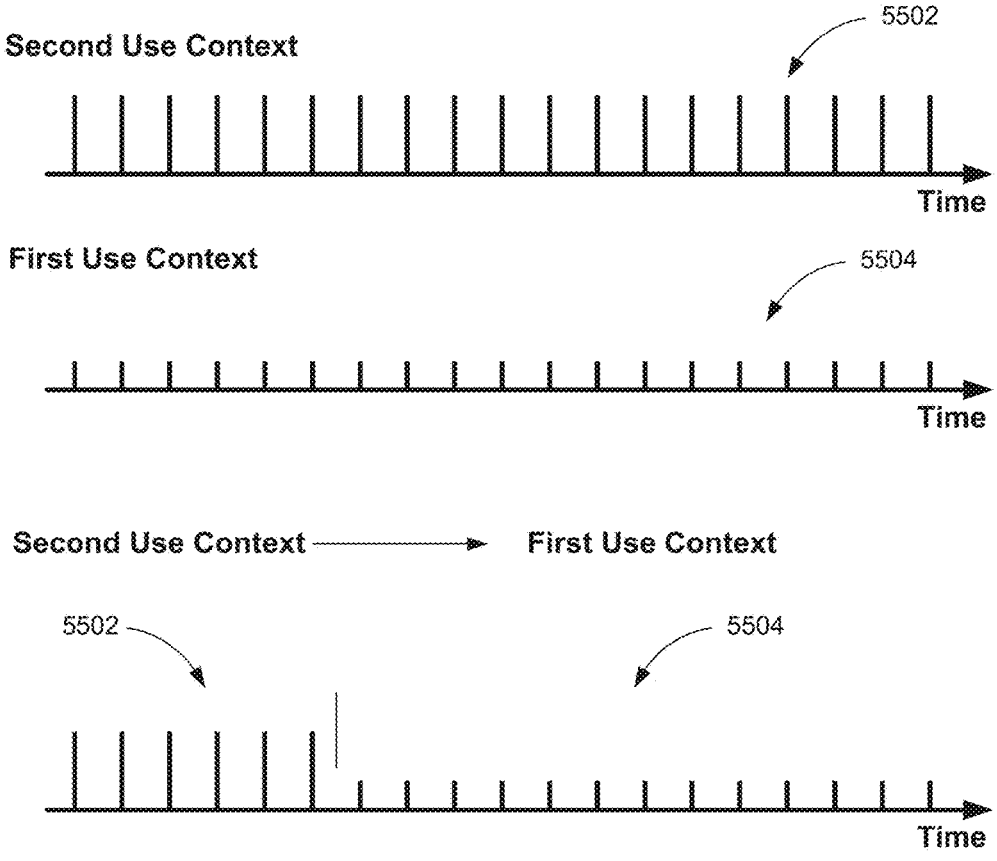 5502
Second Use Context
Time
First Use Context
5504
Time
Second Use Context First Use Context
5502 5504
Time